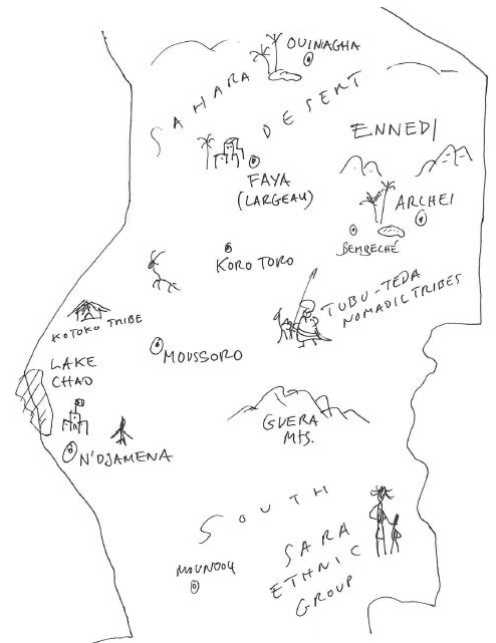 OUINAGHA
SAHARA DESERT
ENNEDI
FAYA
(LARGEAU)
ARCHEI
BEMBECHÉ
KORO TORO
TUBU-TEDA
NOMADIC TRIBES
KOTOKO TRIBE
MOUSSORO
LAKE
CHAD
GUERA
MTS.
N'DJAMENA
SOUTH
SARA
ETHNIC
GROUP
MOUNDOU